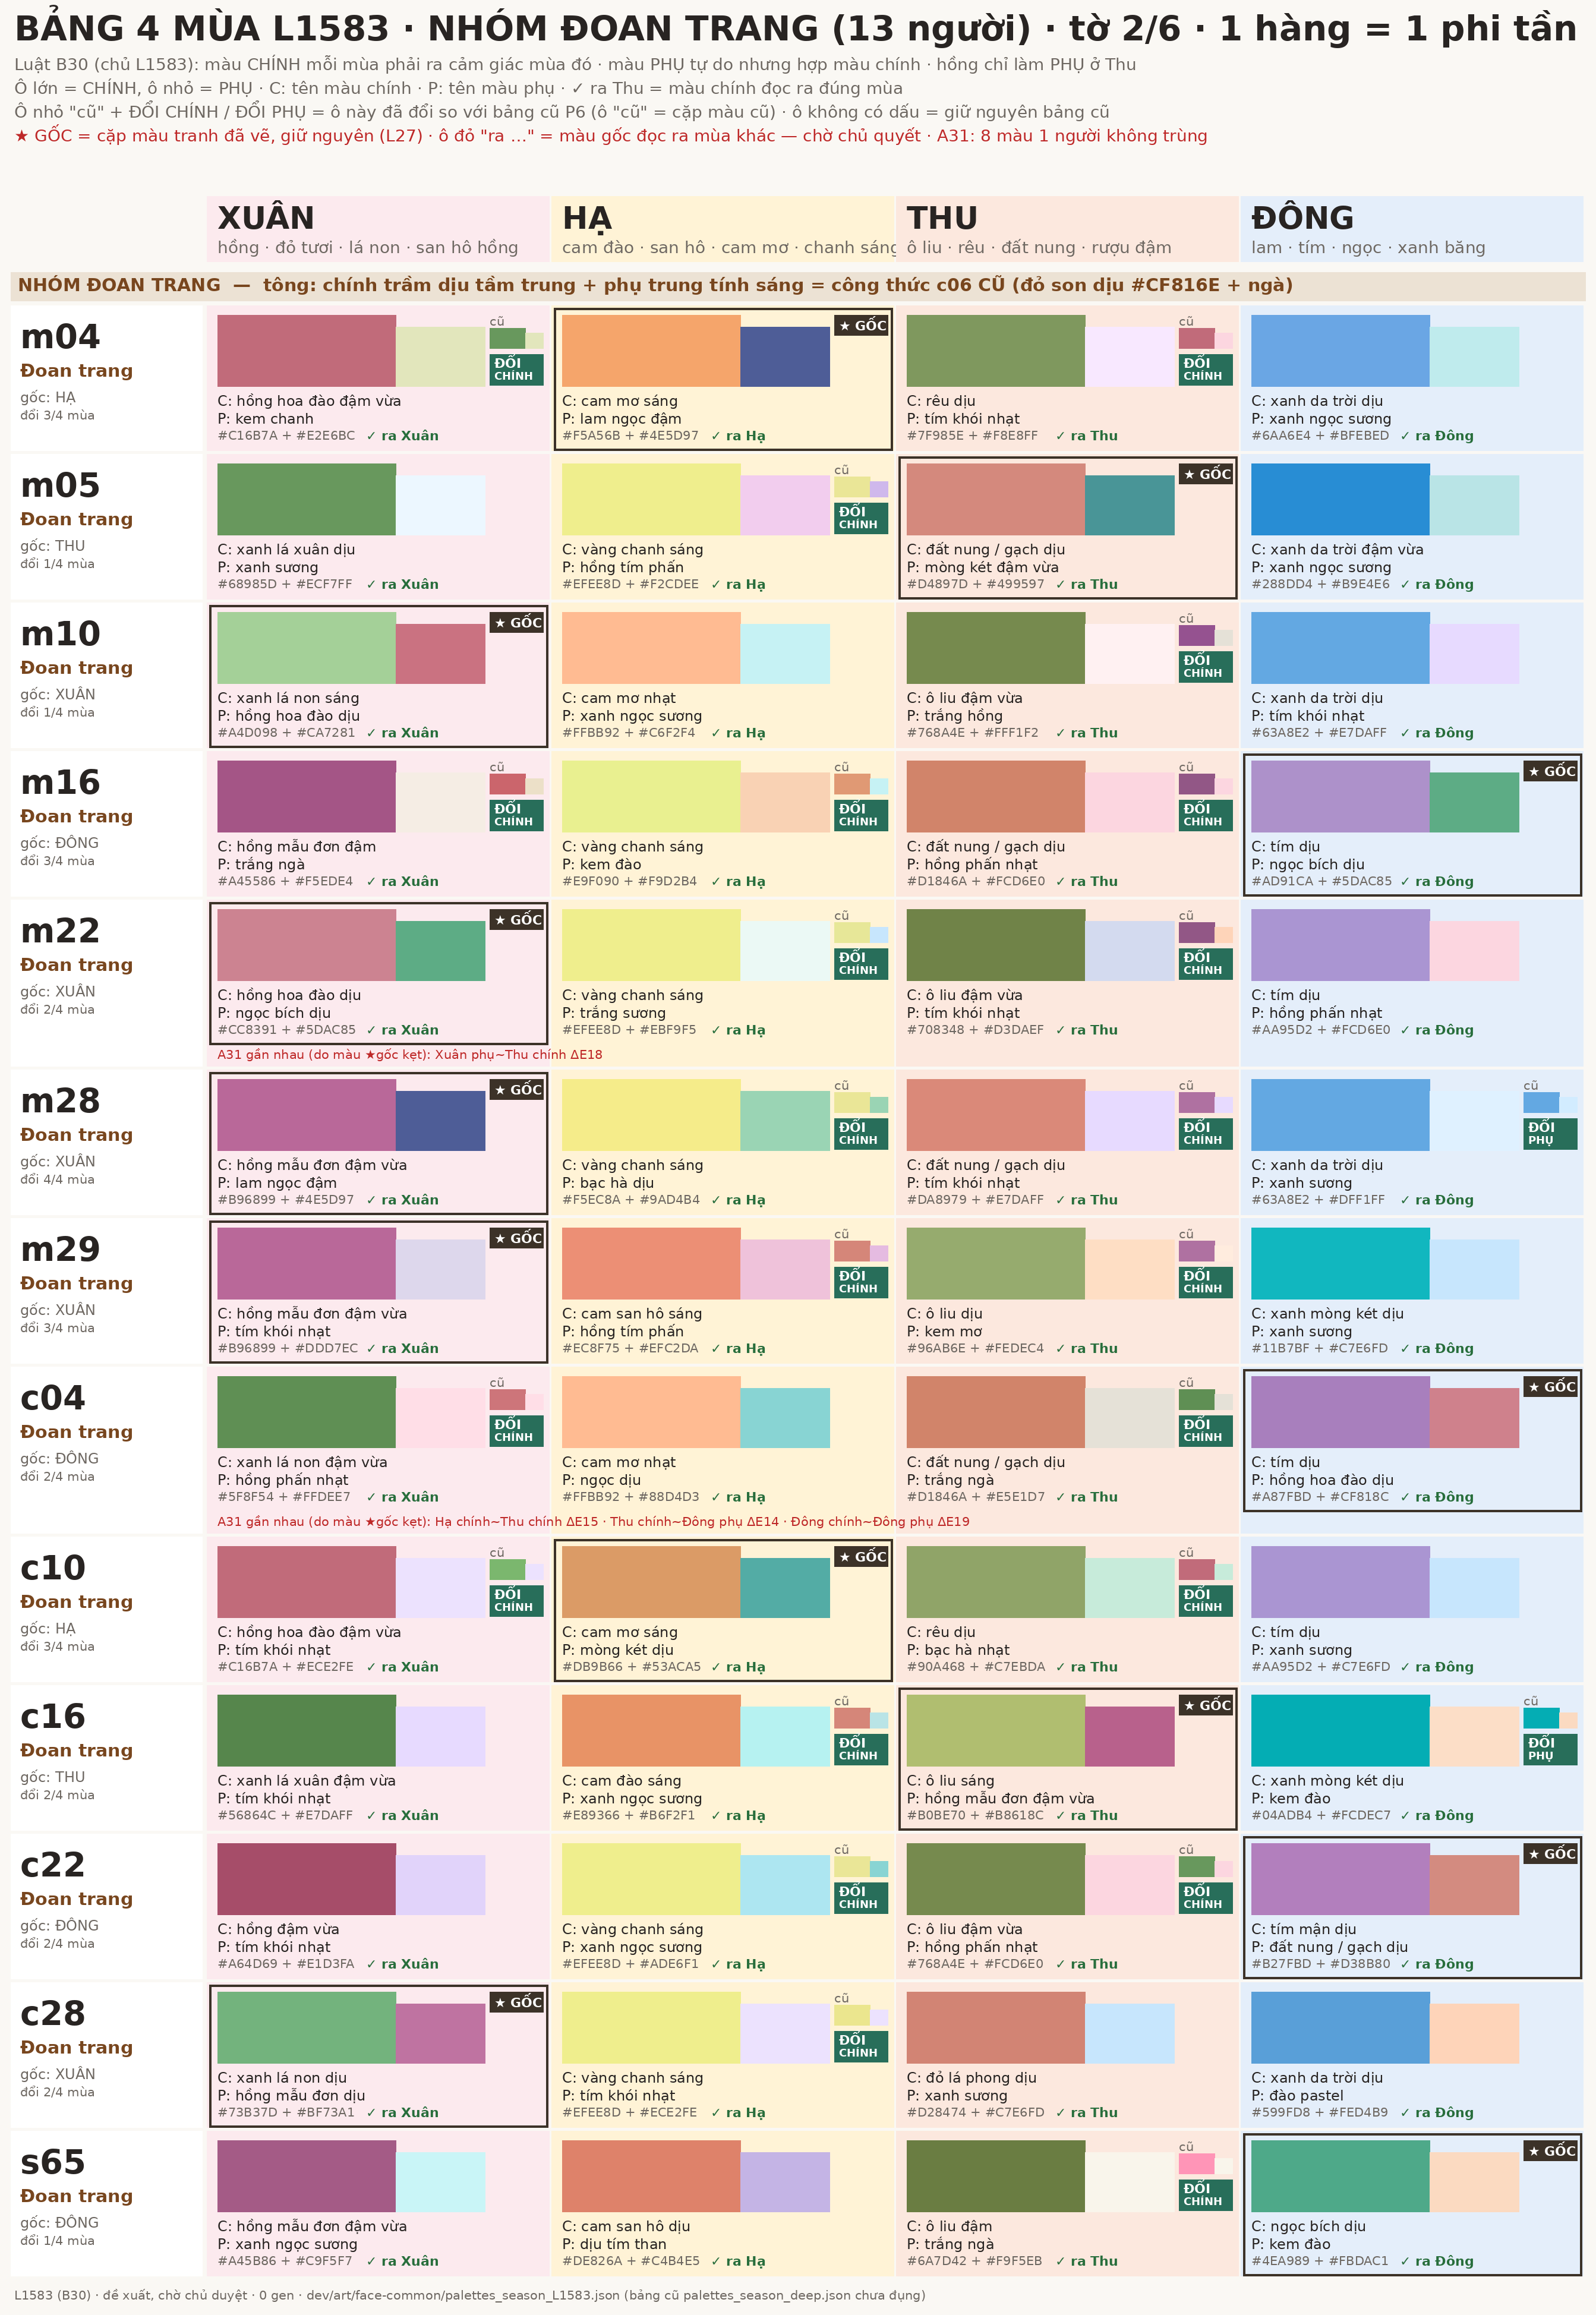 BẢNG 4 MÙA L1583 · NHÓM ĐOAN TRANG (13 người) · tờ 2/6 · 1 hàng = 1 phi tần
Luật B30 (chủ L1583): màu CHÍNH mỗi mùa phải ra cảm giác mùa đó · màu PHỤ tự do nhưng hợp màu chính · hồng chỉ làm PHỤ ở Thu
Ô lớn = CHÍNH, ô nhỏ = PHỤ · C: tên màu chính · P: tên màu phụ · ✓ ra Thu = màu chính đọc ra đúng mùa
Ô nhỏ "cũ" + ĐỔI CHÍNH / ĐỔI PHỤ = ô này đã đổi so với bảng cũ P6 (ô "cũ" = cặp màu cũ) · ô không có dấu = giữ nguyên bảng cũ
★ GỐC = cặp màu tranh đã vẽ, giữ nguyên (L27) · ô đỏ "ra ..." = màu gốc đọc ra mùa khác — chờ chủ quyết · A31: 8 màu 1 người không trùng
XUÂN
hồng · đỏ tươi · lá non · san hô hồng
HẠ
cam đào · san hô · cam mơ · chanh sáng
THU
ô liu · rêu · đất nung · rượu đậm
ĐÔNG
lam · tím · ngọc · xanh băng
NHÓM ĐOAN TRANG — tông: chính trầm dịu tầm trung + phụ trung tính sáng = công thức c06 CŨ (đỏ son dịu #CF816E + ngà)
m04
Đoan trang
gốc: HẠ
đổi 3/4 mùa
cũ
ĐỔI
CHÍNH
C: hồng hoa đào đậm vừa
P: kem chanh
#C16B7A + #E2E6BC ✓ ra Xuân
★ GỐC
C: cam mơ sáng
P: lam ngọc đậm
#F5A56B + #4E5D97 ✓ ra Hạ
cũ
ĐỔI
CHÍNH
C: rêu dịu
P: tím khói nhạt
#7F985E + #F8E8FF ✓ ra Thu
C: xanh da trời dịu
P: xanh ngọc sương
#6AA6E4 + #BFEBED ✓ ra Đông
m05
Đoan trang
gốc: THU
đổi 1/4 mùa
C: xanh lá xuân dịu
P: xanh sương
#68985D + #ECF7FF ✓ ra Xuân
cũ
ĐỔI
CHÍNH
C: vàng chanh sáng
P: hồng tím phấn
#EFEE8D + #F2CDEE ✓ ra Hạ
★ GỐC
C: đất nung / gạch dịu
P: mòng két đậm vừa
#D4897D + #499597 ✓ ra Thu
C: xanh da trời đậm vừa
P: xanh ngọc sương
#288DD4 + #B9E4E6 ✓ ra Đông
m10
Đoan trang
gốc: XUÂN
đổi 1/4 mùa
★ GỐC
C: xanh lá non sáng
P: hồng hoa đào dịu
#A4D098 + #CA7281 ✓ ra Xuân
C: cam mơ nhạt
P: xanh ngọc sương
#FFBB92 + #C6F2F4 ✓ ra Hạ
cũ
ĐỔI
CHÍNH
C: ô liu đậm vừa
P: trắng hồng
#768A4E + #FFF1F2 ✓ ra Thu
C: xanh da trời dịu
P: tím khói nhạt
#63A8E2 + #E7DAFF ✓ ra Đông
m16
Đoan trang
gốc: ĐÔNG
đổi 3/4 mùa
cũ
ĐỔI
CHÍNH
C: hồng mẫu đơn đậm
P: trắng ngà
#A45586 + #F5EDE4 ✓ ra Xuân
cũ
ĐỔI
CHÍNH
C: vàng chanh sáng
P: kem đào
#E9F090 + #F9D2B4 ✓ ra Hạ
cũ
ĐỔI
CHÍNH
C: đất nung / gạch dịu
P: hồng phấn nhạt
#D1846A + #FCD6E0 ✓ ra Thu
★ GỐC
C: tím dịu
P: ngọc bích dịu
#AD91CA + #5DAC85 ✓ ra Đông
m22
Đoan trang
gốc: XUÂN
đổi 2/4 mùa
★ GỐC
C: hồng hoa đào dịu
P: ngọc bích dịu
#CC8391 + #5DAC85 ✓ ra Xuân
cũ
ĐỔI
CHÍNH
C: vàng chanh sáng
P: trắng sương
#EFEE8D + #EBF9F5 ✓ ra Hạ
cũ
ĐỔI
CHÍNH
C: ô liu đậm vừa
P: tím khói nhạt
#708348 + #D3DAEF ✓ ra Thu
C: tím dịu
P: hồng phấn nhạt
#AA95D2 + #FCD6E0 ✓ ra Đông
A31 gần nhau (do màu ★gốc kẹt): Xuân phụ~Thu chính ΔE18
m28
Đoan trang
gốc: XUÂN
đổi 4/4 mùa
★ GỐC
C: hồng mẫu đơn đậm vừa
P: lam ngọc đậm
#B96899 + #4E5D97 ✓ ra Xuân
cũ
ĐỔI
CHÍNH
C: vàng chanh sáng
P: bạc hà dịu
#F5EC8A + #9AD4B4 ✓ ra Hạ
cũ
ĐỔI
CHÍNH
C: đất nung / gạch dịu
P: tím khói nhạt
#DA8979 + #E7DAFF ✓ ra Thu
cũ
ĐỔI
PHỤ
C: xanh da trời dịu
P: xanh sương
#63A8E2 + #DFF1FF ✓ ra Đông
m29
Đoan trang
gốc: XUÂN
đổi 3/4 mùa
★ GỐC
C: hồng mẫu đơn đậm vừa
P: tím khói nhạt
#B96899 + #DDD7EC ✓ ra Xuân
cũ
ĐỔI
CHÍNH
C: cam san hô sáng
P: hồng tím phấn
#EC8F75 + #EFC2DA ✓ ra Hạ
cũ
ĐỔI
CHÍNH
C: ô liu dịu
P: kem mơ
#96AB6E + #FEDEC4 ✓ ra Thu
C: xanh mòng két dịu
P: xanh sương
#11B7BF + #C7E6FD ✓ ra Đông
c04
Đoan trang
gốc: ĐÔNG
đổi 2/4 mùa
cũ
ĐỔI
CHÍNH
C: xanh lá non đậm vừa
P: hồng phấn nhạt
#5F8F54 + #FFDEE7 ✓ ra Xuân
C: cam mơ nhạt
P: ngọc dịu
#FFBB92 + #88D4D3 ✓ ra Hạ
cũ
ĐỔI
CHÍNH
C: đất nung / gạch dịu
P: trắng ngà
#D1846A + #E5E1D7 ✓ ra Thu
★ GỐC
C: tím dịu
P: hồng hoa đào dịu
#A87FBD + #CF818C ✓ ra Đông
A31 gần nhau (do màu ★gốc kẹt): Hạ chính~Thu chính ΔE15 · Thu chính~Đông phụ ΔE14 · Đông chính~Đông phụ ΔE19
c10
Đoan trang
gốc: HẠ
đổi 3/4 mùa
cũ
ĐỔI
CHÍNH
C: hồng hoa đào đậm vừa
P: tím khói nhạt
#C16B7A + #ECE2FE ✓ ra Xuân
★ GỐC
C: cam mơ sáng
P: mòng két dịu
#DB9B66 + #53ACA5 ✓ ra Hạ
cũ
ĐỔI
CHÍNH
C: rêu dịu
P: bạc hà nhạt
#90A468 + #C7EBDA ✓ ra Thu
C: tím dịu
P: xanh sương
#AA95D2 + #C7E6FD ✓ ra Đông
c16
Đoan trang
gốc: THU
đổi 2/4 mùa
C: xanh lá xuân đậm vừa
P: tím khói nhạt
#56864C + #E7DAFF ✓ ra Xuân
cũ
ĐỔI
CHÍNH
C: cam đào sáng
P: xanh ngọc sương
#E89366 + #B6F2F1 ✓ ra Hạ
★ GỐC
C: ô liu sáng
P: hồng mẫu đơn đậm vừa
#B0BE70 + #B8618C ✓ ra Thu
cũ
ĐỔI
PHỤ
C: xanh mòng két dịu
P: kem đào
#04ADB4 + #FCDEC7 ✓ ra Đông
c22
Đoan trang
gốc: ĐÔNG
đổi 2/4 mùa
C: hồng đậm vừa
P: tím khói nhạt
#A64D69 + #E1D3FA ✓ ra Xuân
cũ
ĐỔI
CHÍNH
C: vàng chanh sáng
P: xanh ngọc sương
#EFEE8D + #ADE6F1 ✓ ra Hạ
cũ
ĐỔI
CHÍNH
C: ô liu đậm vừa
P: hồng phấn nhạt
#768A4E + #FCD6E0 ✓ ra Thu
★ GỐC
C: tím mận dịu
P: đất nung / gạch dịu
#B27FBD + #D38B80 ✓ ra Đông
c28
Đoan trang
gốc: XUÂN
đổi 2/4 mùa
★ GỐC
C: xanh lá non dịu
P: hồng mẫu đơn dịu
#73B37D + #BF73A1 ✓ ra Xuân
cũ
ĐỔI
CHÍNH
C: vàng chanh sáng
P: tím khói nhạt
#EFEE8D + #ECE2FE ✓ ra Hạ
C: đỏ lá phong dịu
P: xanh sương
#D28474 + #C7E6FD ✓ ra Thu
C: xanh da trời dịu
P: đào pastel
#599FD8 + #FED4B9 ✓ ra Đông
s65
Đoan trang
gốc: ĐÔNG
đổi 1/4 mùa
C: hồng mẫu đơn đậm vừa
P: xanh ngọc sương
#A45B86 + #C9F5F7 ✓ ra Xuân
C: cam san hô dịu
P: dịu tím than
#DE826A + #C4B4E5 ✓ ra Hạ
cũ
ĐỔI
CHÍNH
C: ô liu đậm
P: trắng ngà
#6A7D42 + #F9F5EB ✓ ra Thu
★ GỐC
C: ngọc bích dịu
P: kem đào
#4EA989 + #FBDAC1 ✓ ra Đông
L1583 (B30) · đề xuất, chờ chủ duyệt · 0 gen · dev/art/face-common/palettes_season_L1583.json (bảng cũ palettes_season_deep.json chưa đụng)